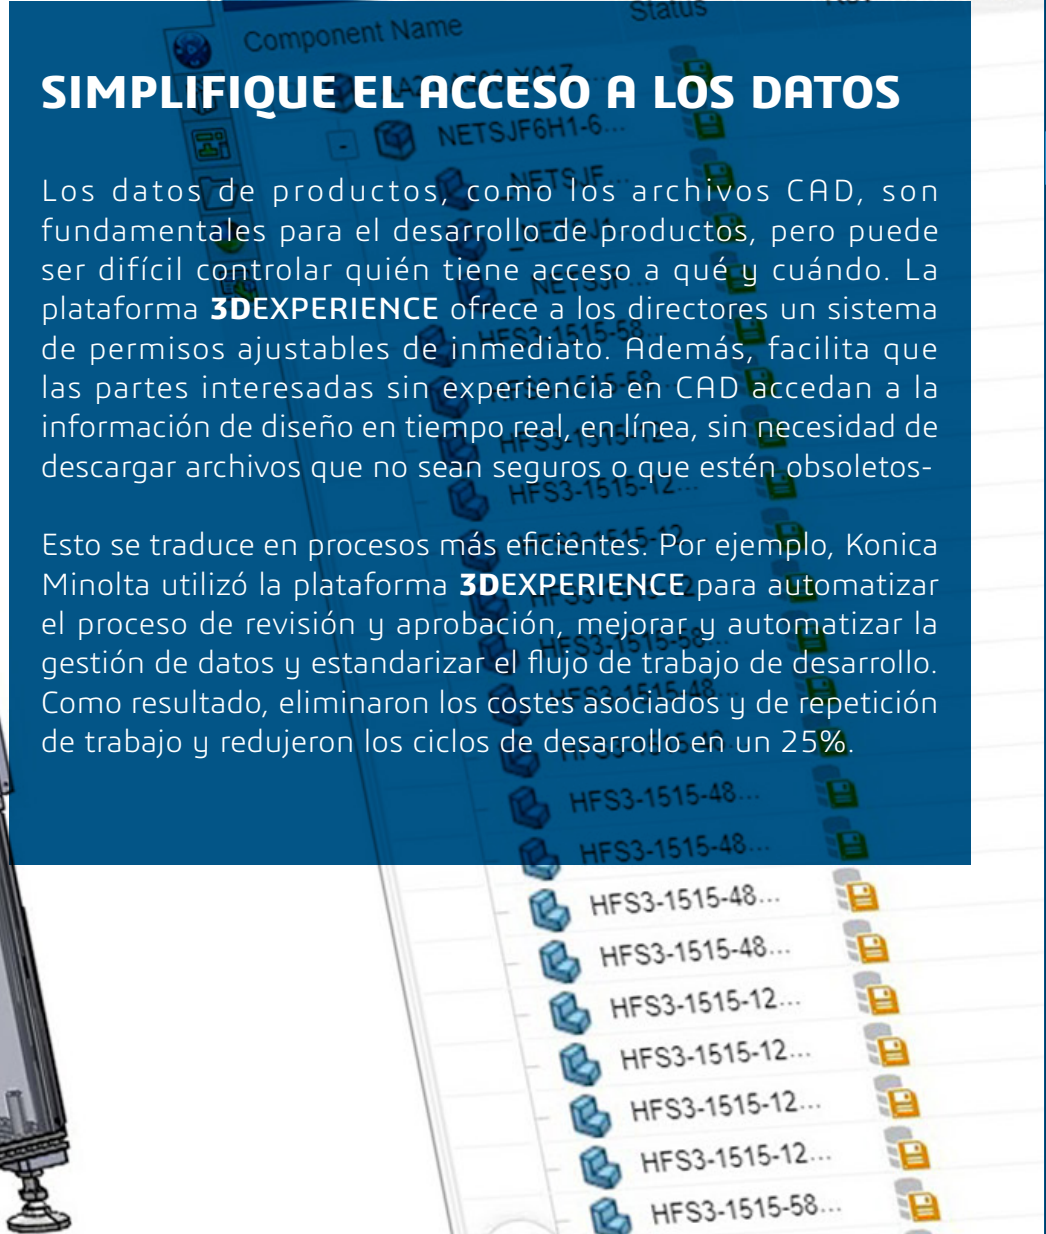 Component Name
Status
SIMPLIFIQUE EL ACCESO A LOS DATOS
NETSJF6H1-6...
Los datos de productos, como los archivos CAD, son
fundamentales para el desarrollo de productos, pero puede
ser difícil controlar quién tiene acceso a qué y cuándo. La
plataforma 3DEXPERIENCE ofrece a los directores un sistema
de permisos ajustables de inmediato. Además, facilita que
las partes interesadas sin experiencia en CAD accedan a la
información de diseño en tiempo real, en línea, sin necesidad de
descargar archivos que no sean seguros o que estén obsoletos-
HFS3-1515-12...
Esto se traduce en procesos más eficientes. Por ejemplo, Konica
Minolta utilizó la plataforma 3DEXPERIENCE para automatizar
el proceso de revisión y aprobación, mejorar y automatizar la
gestión de datos y estandarizar el flujo de trabajo de desarrollo.
Como resultado, eliminaron los costes asociados y de repetición
de trabajo y redujeron los ciclos de desarrollo en un 25%.
HFS3-1515-48...
HFS3-1515-48...
HFS3-1515-48...
HFS3-1515-48...
HFS3-1515-12...
HFS3-1515-12...
HFS3-1515-12...
HFS3-1515-12...
HFS3-1515-58...